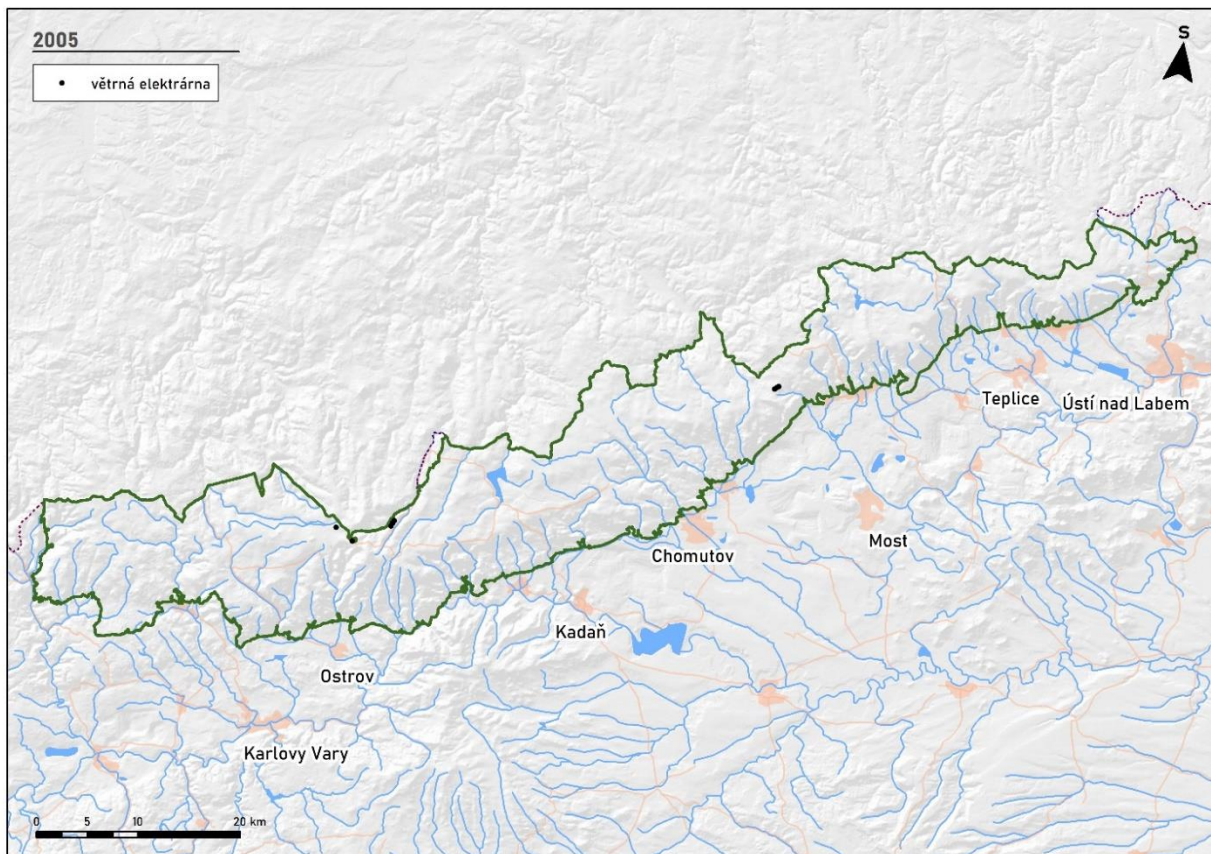 2005
větrná elektrárna
S
Teplice
Ústí nad Labem
Most
Chomutov
Kadaň
Ostrov
Karlovy Vary
0 5 10 20 km